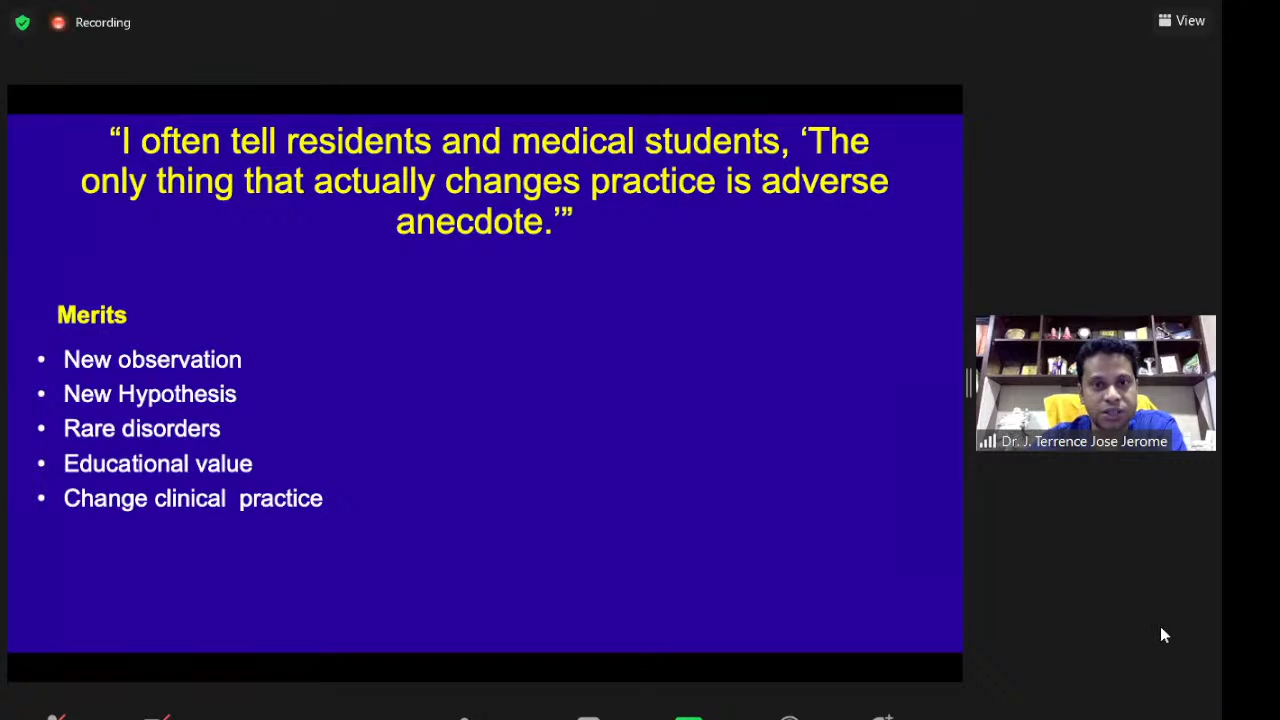 Recording
View
“I often tell residents and medical students, ‘The
only thing that actually changes practice is adverse
anecdote.’”
Merits
• New observation
• New Hypothesis
• Rare disorders
• Educational value
• Change clinical  practice
Dr. J. Terrence Jose Jerome